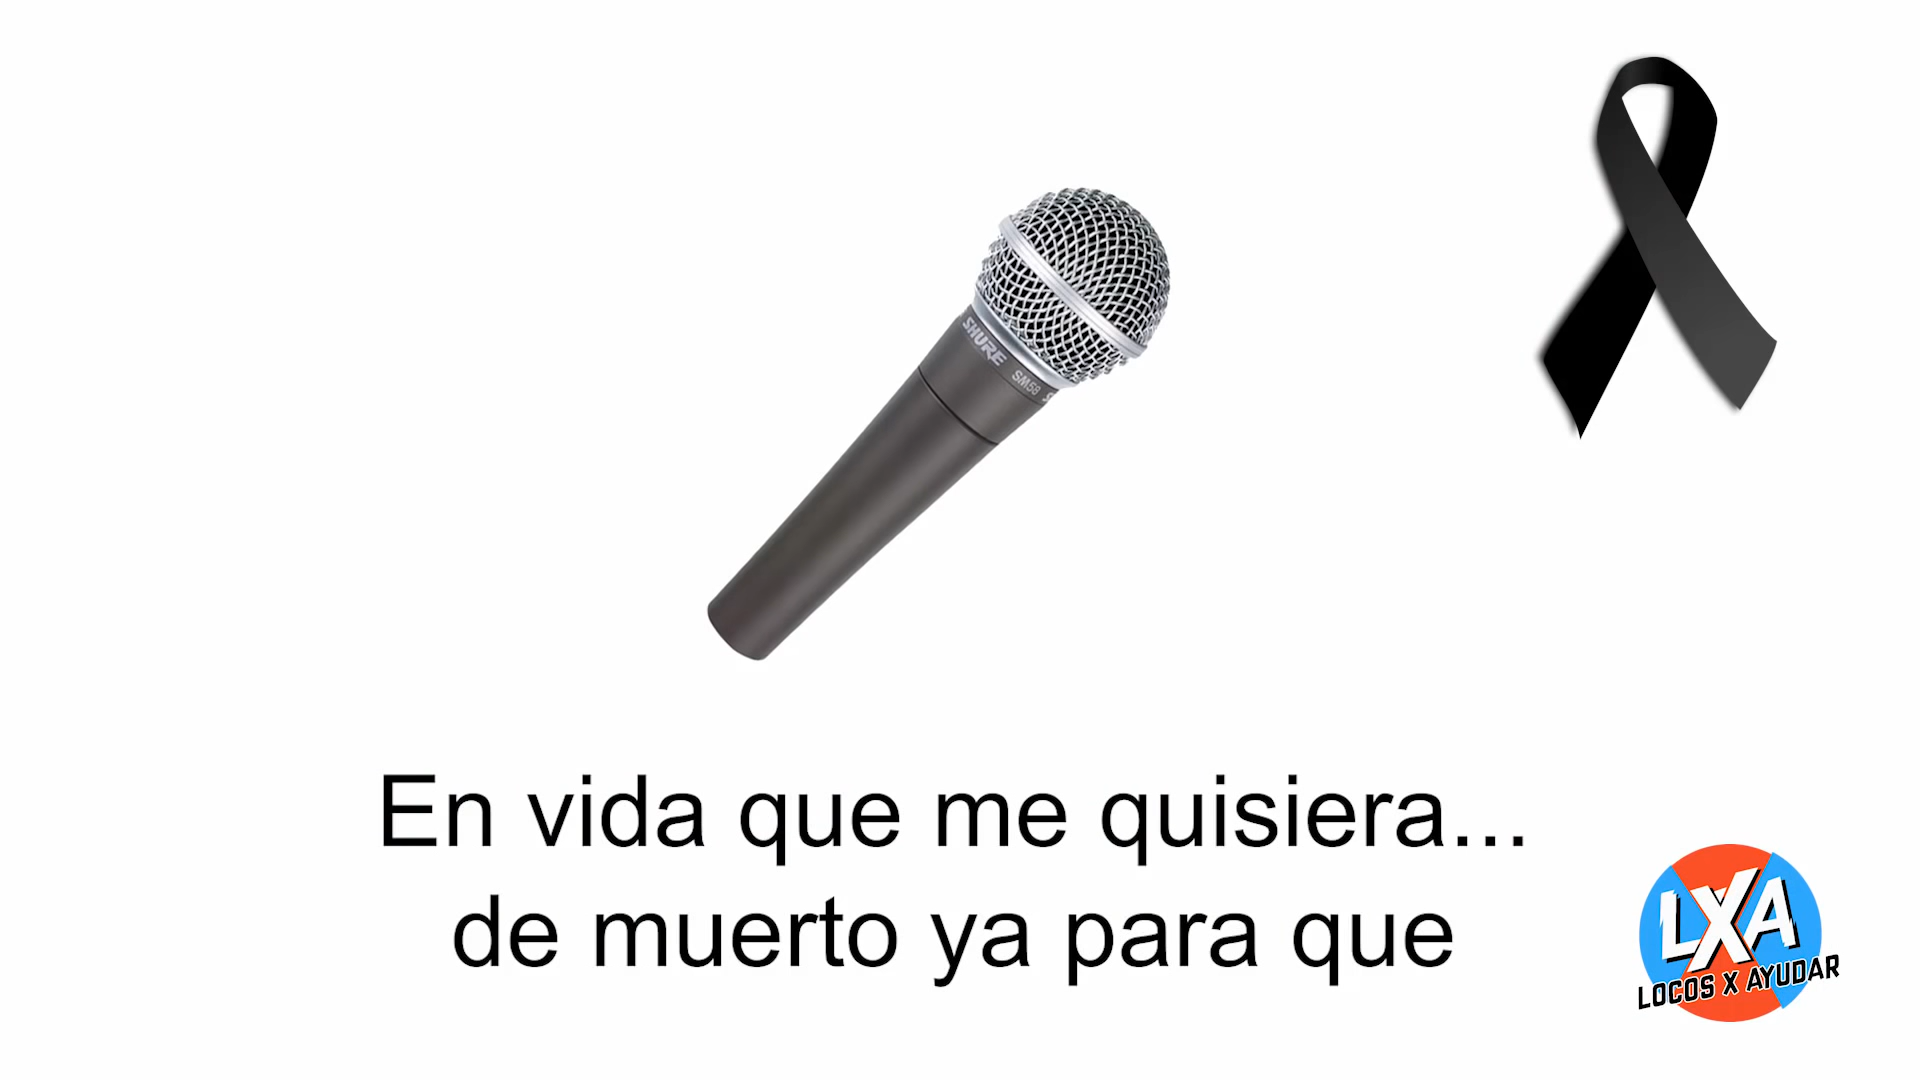 SHURE
SM58
En vida que me quisiera...
de muerto ya para que
LXA
LOCOS X AYUDAR